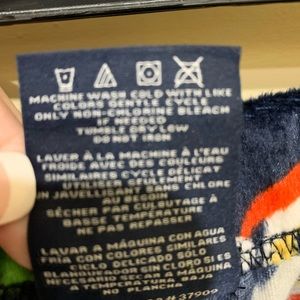 MACHINE WASH COLD WITH LIKE
COLORS GENTLE CYCLE
ONLY NON-CHLORINE BLEACH
IF NEEDED
TUMBLE DRY LOW
DO NOT IRON
LAVER À LA MACHINE À L'EAU
FROIDE AVEC DES COULEURS
SIMILAIRES CYCLE DÉLICAT
UTILISER SEULEMENT
UN JAVELLISANT SANS CHLORE
AU BESOIN
SÉCHER PAR CULBUTAGE À
BASSE TEMPÉRATURE
NE PAS REPASSER
LAVAR A MÁQUINA CON AGUA
FRÍA CON COLORES SIMILARES
CICLO DELICADO SÓLO
BLANQUEADOR SIN CLORO SI ES
NECESARIO SECAR A MÁQUINA
A TEMPERATURA BAJA
NO PLANCHA
#37909